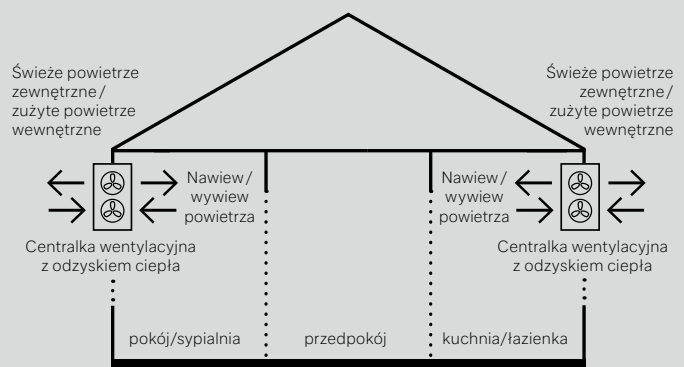 Świeże powietrze
zewnętrzne/
zużyte powietrze
wewnętrzne
Świeże powietrze
zewnętrzne/
zużyte powietrze
wewnętrzne
Nawiew/
wywiew
powietrza
Nawiew/
wywiew
powietrza
Centralka wentylacyjna
z odzyskiem ciepła
Centralka wentylacyjna
z odzyskiem ciepła
pokój/sypialnia
przedpokój
kuchnia/łazienka